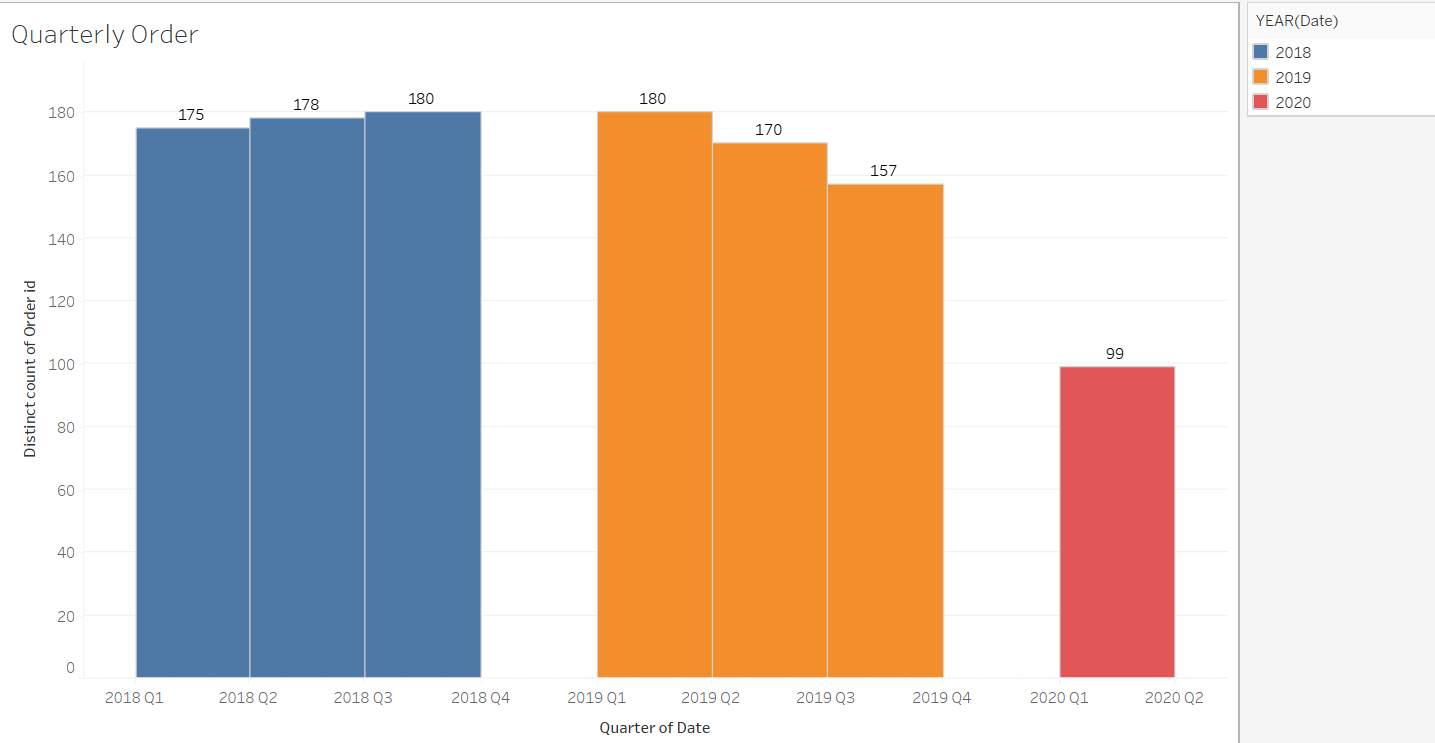 Quarterly Order
YEAR(Date)
2018
2019
2020
Distinct count of Order id
180
160
140
120
100
80
60
40
20
0
175
178
180
180
170
157
99
2018 Q1
2018 Q2
2018 Q3
2018 Q4
2019 Q1
2019 Q2
2019 Q3
2019 Q4
2020 Q1
2020 Q2
Quarter of Date